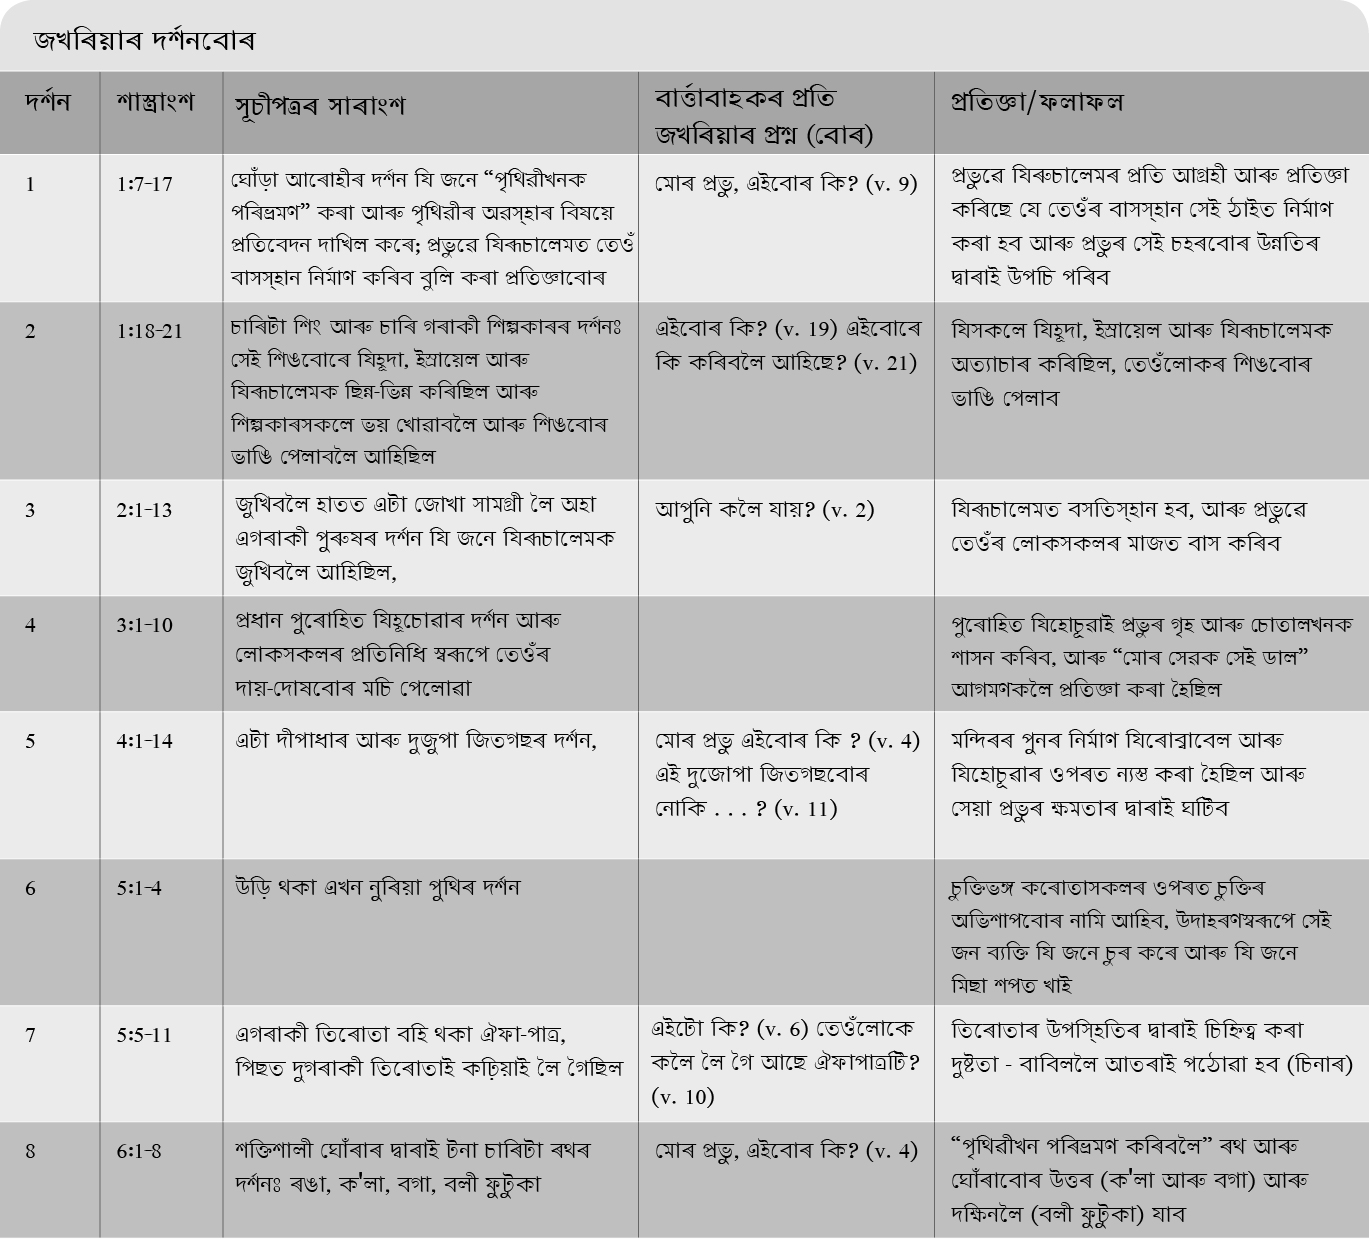 জখৰিয়াৰ দৰ্শনবোৰ
দৰ্শন
শাস্ত্ৰাংশ
সূচীপত্ৰৰ সাৰাংশ
বাৰ্ত্তাবাহকৰ প্ৰতি
জখৰিয়াৰ প্ৰশ্ন (বোৰ)
প্ৰতিজ্ঞা/ফলাফল
1
1:7–17
ঘোঁড়া আৰোহীৰ দৰ্শন যি জনে “পৃথিৱীখনক
পৰিভ্ৰমণ” কৰা আৰু পৃথিৱীৰ অৱস্হাৰ বিষয়ে
প্ৰতিবেদন দাখিল কৰে; প্ৰভুৱে যিৰূচালেমত তেওঁ
বাসস্হান নিৰ্মাণ কৰিব বুলি কৰা প্ৰতিজ্ঞাবোৰ
মোৰ প্ৰভু, এইবোৰ কি? (v. 9)
প্ৰভুৱে যিৰুচালেমৰ প্ৰতি আগ্ৰহী আৰু প্ৰতিজ্ঞা
কৰিছে যে তেওঁৰ বাসস্হান সেই ঠাইত নিৰ্মাণ
কৰা হব আৰু প্ৰভুৰ সেই চহৰবোৰ উন্নতিৰ
দ্বাৰাই উপচি পৰিব
2
1:18–21
চাৰিটা শিং আৰু চাৰি গৰাকী শিল্পকাৰৰ দৰ্শনঃ
সেই শিঙবোৰে যিহূদা, ইস্ৰায়েল আৰু
যিৰূচালেমক ছিন্ন-ভিন্ন কৰিছিল আৰু
শিল্পকাৰসকলে ভয় খোৱাবলৈ আৰু শিঙবোৰ
ভাঙি পেলাবলৈ আহিছিল
এইবোৰ কি? (v. 19) এইবোৰে
কি কৰিবলৈ আহিছে? (v. 21)
যিসকলে যিহূদা, ইস্ৰায়েল আৰু যিৰূচালেমক
অত্যাচাৰ কৰিছিল, তেওঁলোকৰ শিঙবোৰ
ভাঙি পেলাব
3
2:1–13
জুখিবলৈ হাতত এটা জোখা সামগ্ৰী লৈ অহা
এগৰাকী পুৰুষৰ দৰ্শন যি জনে যিৰূচালেমক
জুখিবলৈ আহিছিল,
আপুনি কলৈ যায়? (v. 2)
যিৰূচালেমত বসতিস্হান হব, আৰু প্ৰভুৱে
তেওঁৰ লোকসকলৰ মাজত বাস কৰিব
4
3:1–10
প্ৰধান পুৰোহিত যিহূচোৱাৰ দৰ্শন আৰু
লোকসকলৰ প্ৰতিনিধি স্বৰূপে তেওঁৰ
দায়-দোষবোৰ মচি পেলোৱা
পুৰোহিত যিহোচূৱাই প্ৰভুৰ গৃহ আৰু চোতালখনক
শাসন কৰিব, আৰু “মোৰ সেৱক সেই ডাল”
আগমণকলৈ প্ৰতিজ্ঞা কৰা হৈছিল
5
4:1–14
এটা দীপাধাৰ আৰু দুজুপা জিতগছৰ দৰ্শন,
মোৰ প্ৰভু এইবোৰ কি ? (v. 4)
এই দুজোপা জিতগছবোৰ
নোকি . . . ? (v. 11)
মন্দিৰৰ পুনৰ নিৰ্মাণ যিৰোব্বাবেল আৰু
যিহোচূৱাৰ ওপৰত ন্যস্ত কৰা হৈছিল আৰু
সেয়া প্ৰভুৰ ক্ষমতাৰ দ্বাৰাই ঘটিব
6
5:1–4
উড়ি থকা এখন নুৰিয়া পুথিৰ দৰ্শন
চুক্তিভঙ্গ কৰোতাসকলৰ ওপৰত চুক্তিৰ
অভিশাপবোৰ নামি আহিব, উদাহৰণস্বৰূপে সেই
জন ব্যক্তি যি জনে চুৰ কৰে আৰু যি জনে
মিছা শপত খাই
7
5:5–11
এগৰাকী তিৰোতা বহি থকা ঐফা-পাত্ৰ,
পিছত দুগৰাকী তিৰোতাই কঢ়িয়াই লৈ গৈছিল
এইটো কি? (v. 6) তেওঁলোকে
কলৈ লৈ গৈ আছে ঐফাপাত্ৰটি?
(v. 10)
তিৰোতাৰ উপস্হিতিৰ দ্বাৰাই চিহ্নিত্ব কৰা
দুষ্টতা - বাবিললৈ আতৰাই পঠোৱা হব (চিনাৰ)
8
6:1–8
শক্তিশালী ঘোঁৰাৰ দ্বাৰাই টনা চাৰিটা ৰথৰ
দৰ্শনঃ ৰঙা, ক'লা, বগা, বলী ফুটুকা
মোৰ প্ৰভু, এইবোৰ কি? (v. 4)
“পৃথিৱীখন পৰিভ্ৰমণ কৰিবলৈ” ৰথ আৰু
ঘোঁৰাবোৰ উত্তৰ (ক'লা আৰু বগা) আৰু
দক্ষিনলৈ (বলী ফুটুকা) যাব